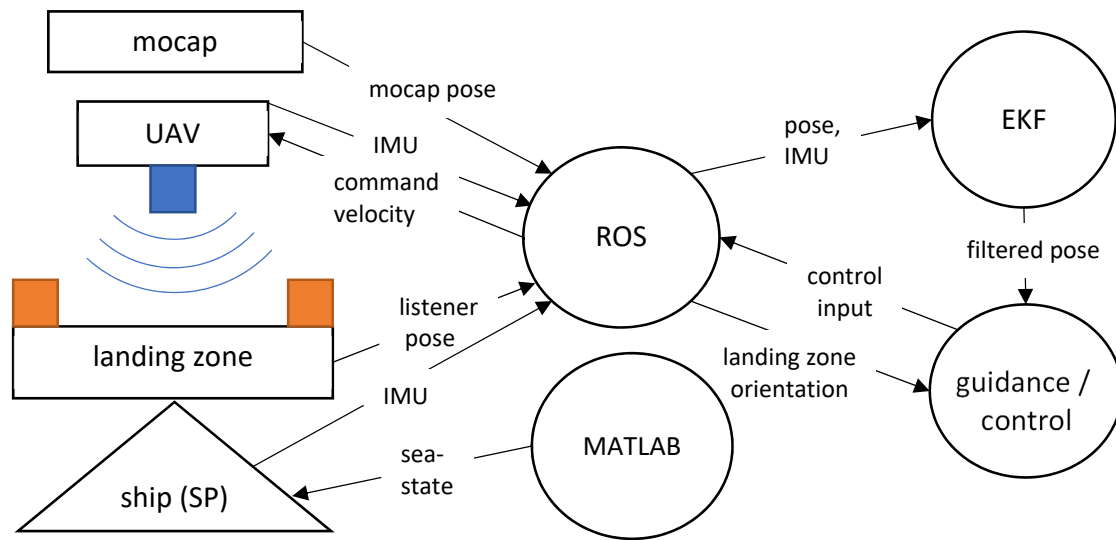 mocap
mocap pose
UAV
IMU
command
velocity
ROS
pose,
IMU
EKF
filtered pose
control
input
listener
pose
landing zone
landing zone
orientation
guidance /
control
IMU
MATLAB
sea-
state
ship (SP)